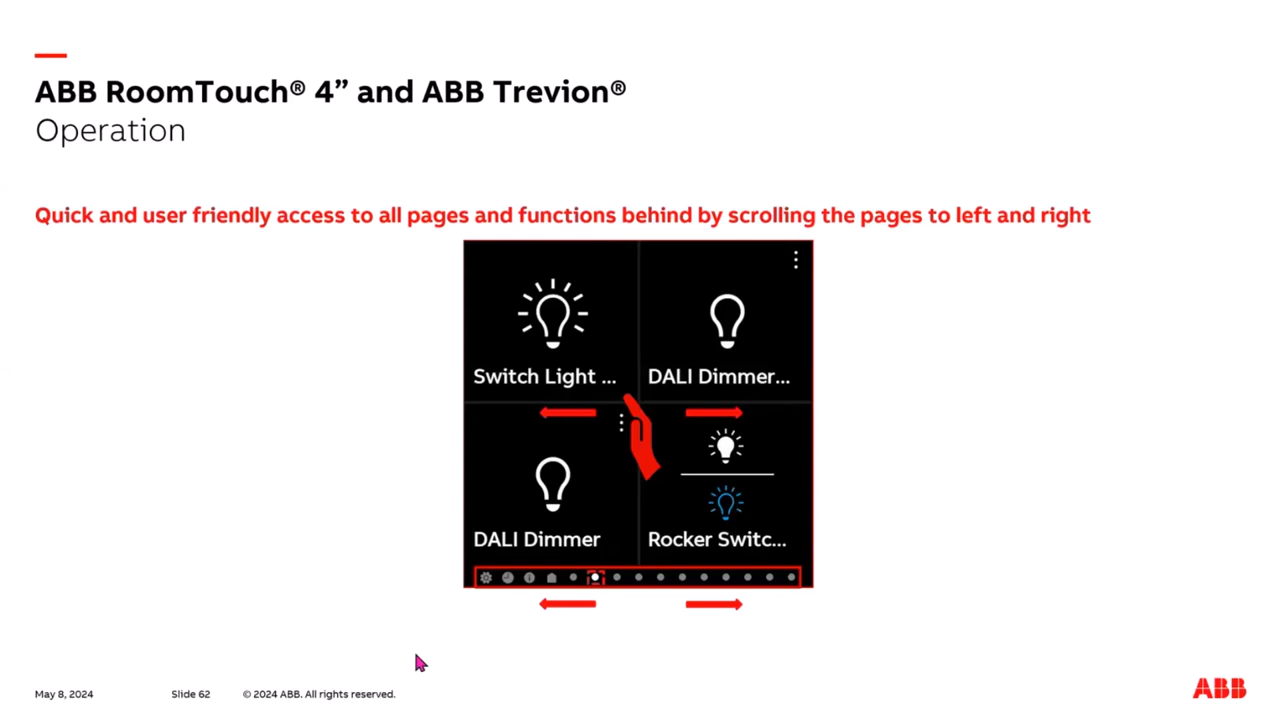 ABB RoomTouch® 4” and ABB Trevion®
Operation
Quick and user friendly access to all pages and functions behind by scrolling the pages to left and right
Switch Light ...
DALI Dimmer...
DALI Dimmer
Rocker Switc...
May 8, 2024
Slide 62
© 2024 ABB. All rights reserved.
ABB